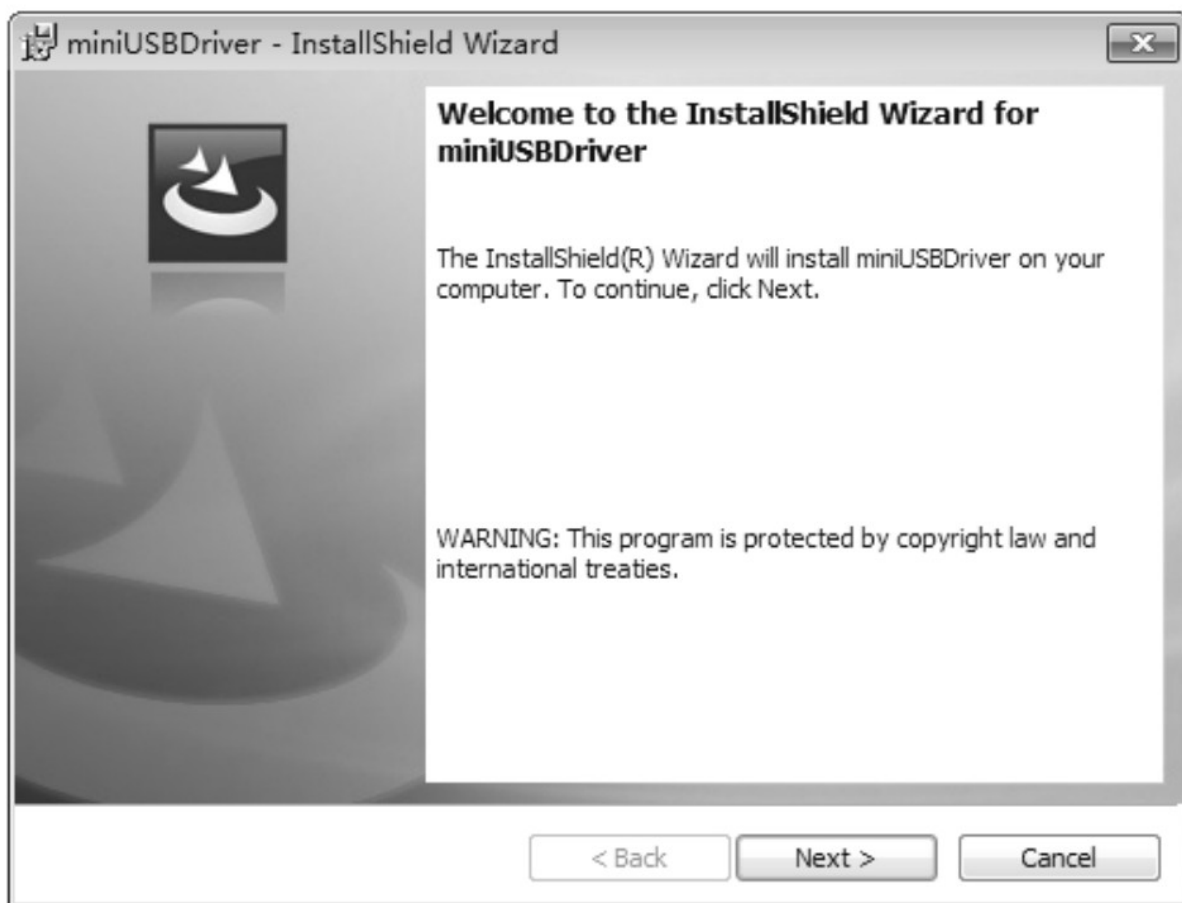 miniUSBDriver - InstallShield Wizard
Welcome to the InstallShield Wizard for
miniUSBDriver
The InstallShield(R) Wizard will install miniUSBDriver on your
computer. To continue, click Next.
WARNING: This program is protected by copyright law and
international treaties.
< Back Next > Cancel